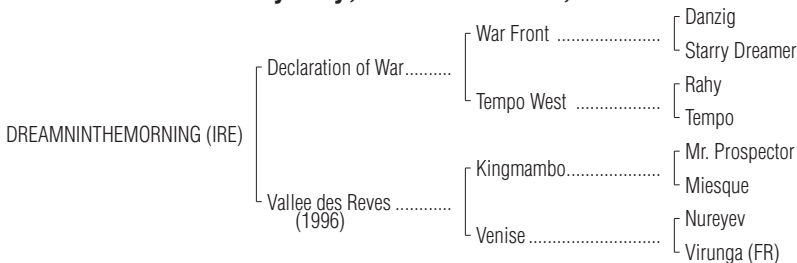 Danzig
War Front ......................
Starry Dreamer
Declaration of War..........
Rahy
Tempo West ..................
Tempo
DREAMNINTHEMORNING (IRE)
Mr. Prospector
Kingmambo....................
Miesque
Vallee des Reves ............
(1996)
Nureyev
Venise ............................
Virunga (FR)